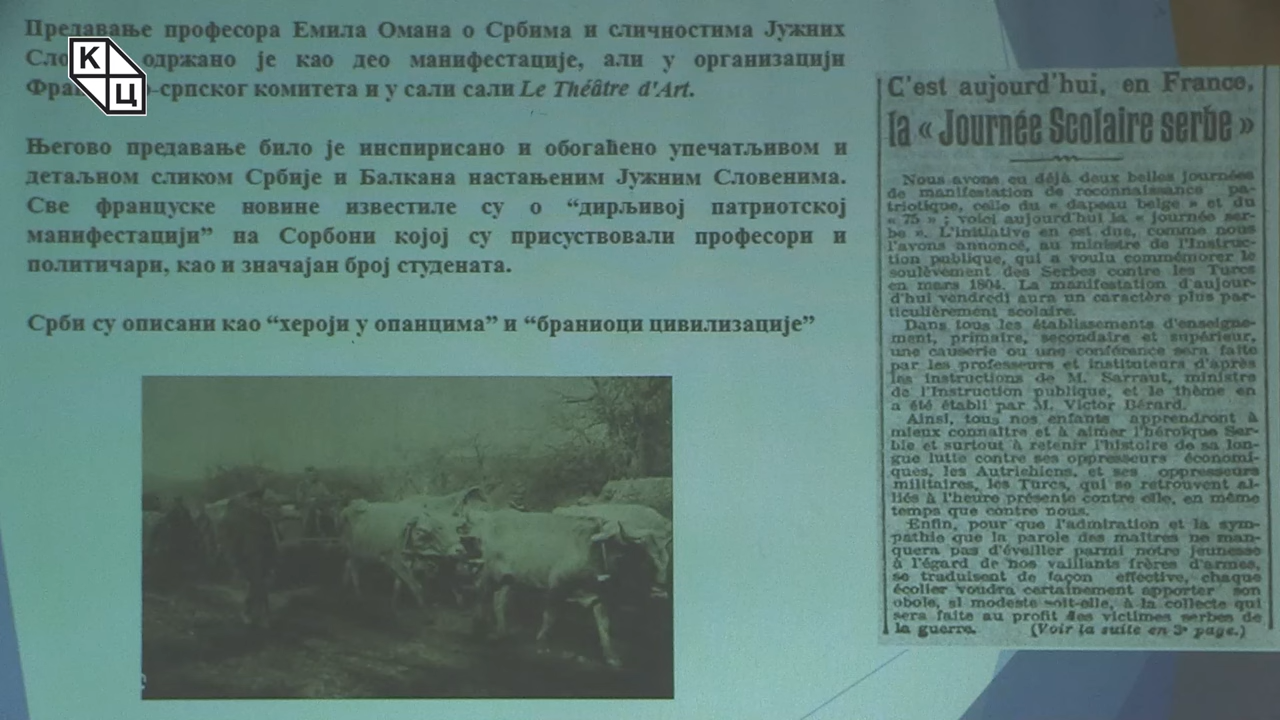 Предавање професора Емила Омана о Србима и сличностима Јужних
одржано је као део манифестације, али у организацији
српског комитета и у сали сали Le Théâtre d'Art.
Његово предавање било је инспирисано и обогаћено упечатљивом и
детаљном сликом Србије и Балкана настањеним Јужним Словенима.
Све француске новине известиле су о “дирљивој патриотској
манифестацији” на Сорбони којој су присуствовали професори и
политичари, као и значајан број студената.
Срби су описани као “хероји у опанцима” и “браниоци цивилизације”
К
Ц
C'est aujourd'hui, en France,
la « Journée Scolaire serbe »
Nous avons eu déjà deux belles journées
de manifestation de reconnaissance pa-
triotique, celle du « dapeau belge » et du
« 75 » ; voici aujourd'hui la « journée ser-
be ». L'initiative en est due, comme nous
l'avons annoncé, au ministre de l'Instruc-
tion publique, qui a voulu commémorer le
soulèvement des Serbes contre les Turcs
en mars 1804. La manifestation d'aujour-
d'hui vendredi aura un caractère plus par-
ticulièrement scolaire.
Dans tous les établissements d'enseigne-
ment, primaire, secondaire et supérieur,
une causerie ou une conférence sera faite
par les professeurs et instituteurs d'après
les instructions de M. Sarraut, ministre
de l'Instruction publique, et le thème en
a été établi par M. Victor Bérard.
Ainsi, tous nos enfants apprendront à
mieux connaître et à aimer l'héroïque Ser-
bie et surtout à retenir l'histoire de sa lon-
gue lutte contre ses oppresseurs économi-
ques, les Autrichiens, et ses oppresseurs
militaires, les Turcs, qui se retrouvent al-
liés à l'heure présente contre elle, en même
temps que contre nous.
Enfin, pour que l'admiration et la sym-
pathie que la parole des maîtres ne man-
quera pas d'éveiller parmi notre jeunesse
à l'égard de nos vaillants frères d'armes,
se traduisent de façon effective, chaque
écolier voudra certainement apporter son
obole, si modeste soit-elle, à la collecte qui
sera faite au profit des victimes serbes de
la guerre. (Voir la suite en 3e page.)